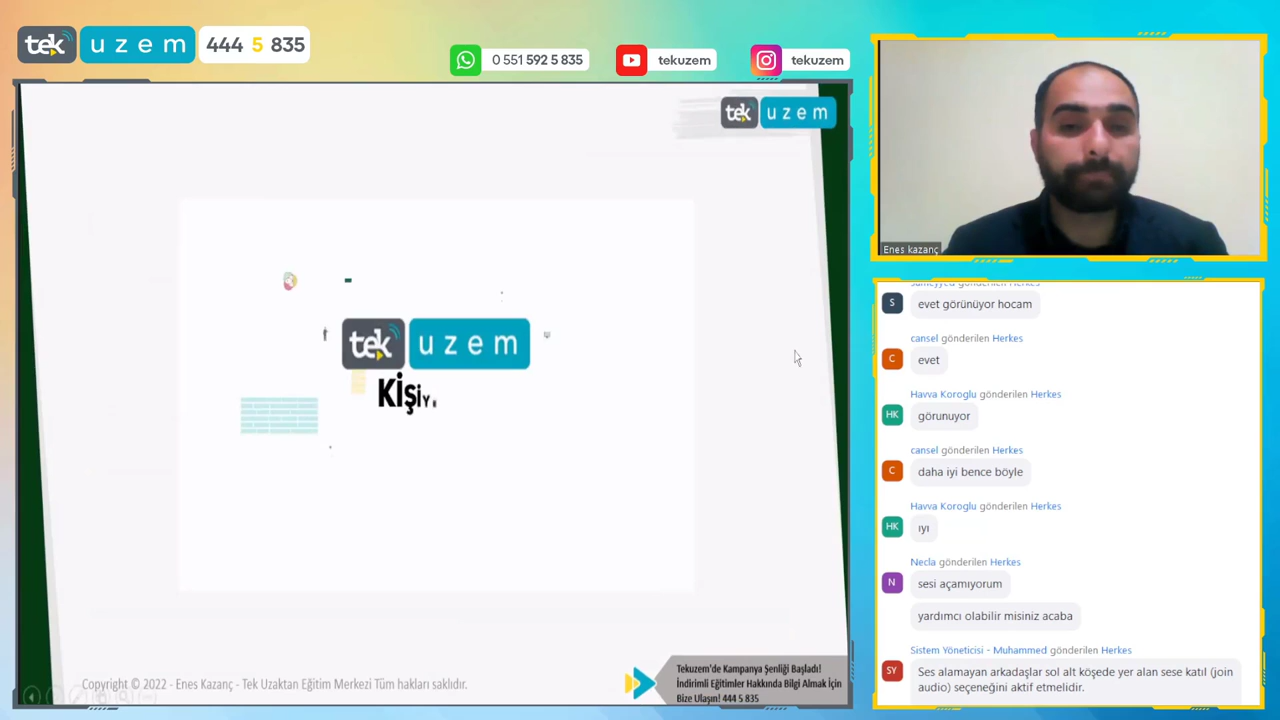 tek uzem 444 5 835
0 551 592 5 835
tekuzem
tekuzem
tek uzem
tek uzem
Copyright © 2022 - Enes Kazanç - Tek Uzaktan Eğitim Merkezi Tüm hakları saklıdır.
Tekuzem'de Kampanya Şenliği Başladı!
İndirimli Eğitimler Hakkında Bilgi Almak İçin
Bize Ulaşın! 444 5 835
Enes kazanç
S
evet görünüyor hocam
cansel gönderilen Herkes
C
evet
Havva Koroglu gönderilen Herkes
HK
görunuyor
cansel gönderilen Herkes
C
daha iyi bence böyle
Havva Koroglu gönderilen Herkes
HK
ıyı
Necla gönderilen Herkes
N
sesi açamıyorum
yardımcı olabilir misiniz acaba
Sistem Yöneticisi - Muhammed gönderilen Herkes
SY
Ses alamayan arkadaşlar sol alt köşede yer alan sese katıl (join
audio) seçeneğini aktif etmelidir.